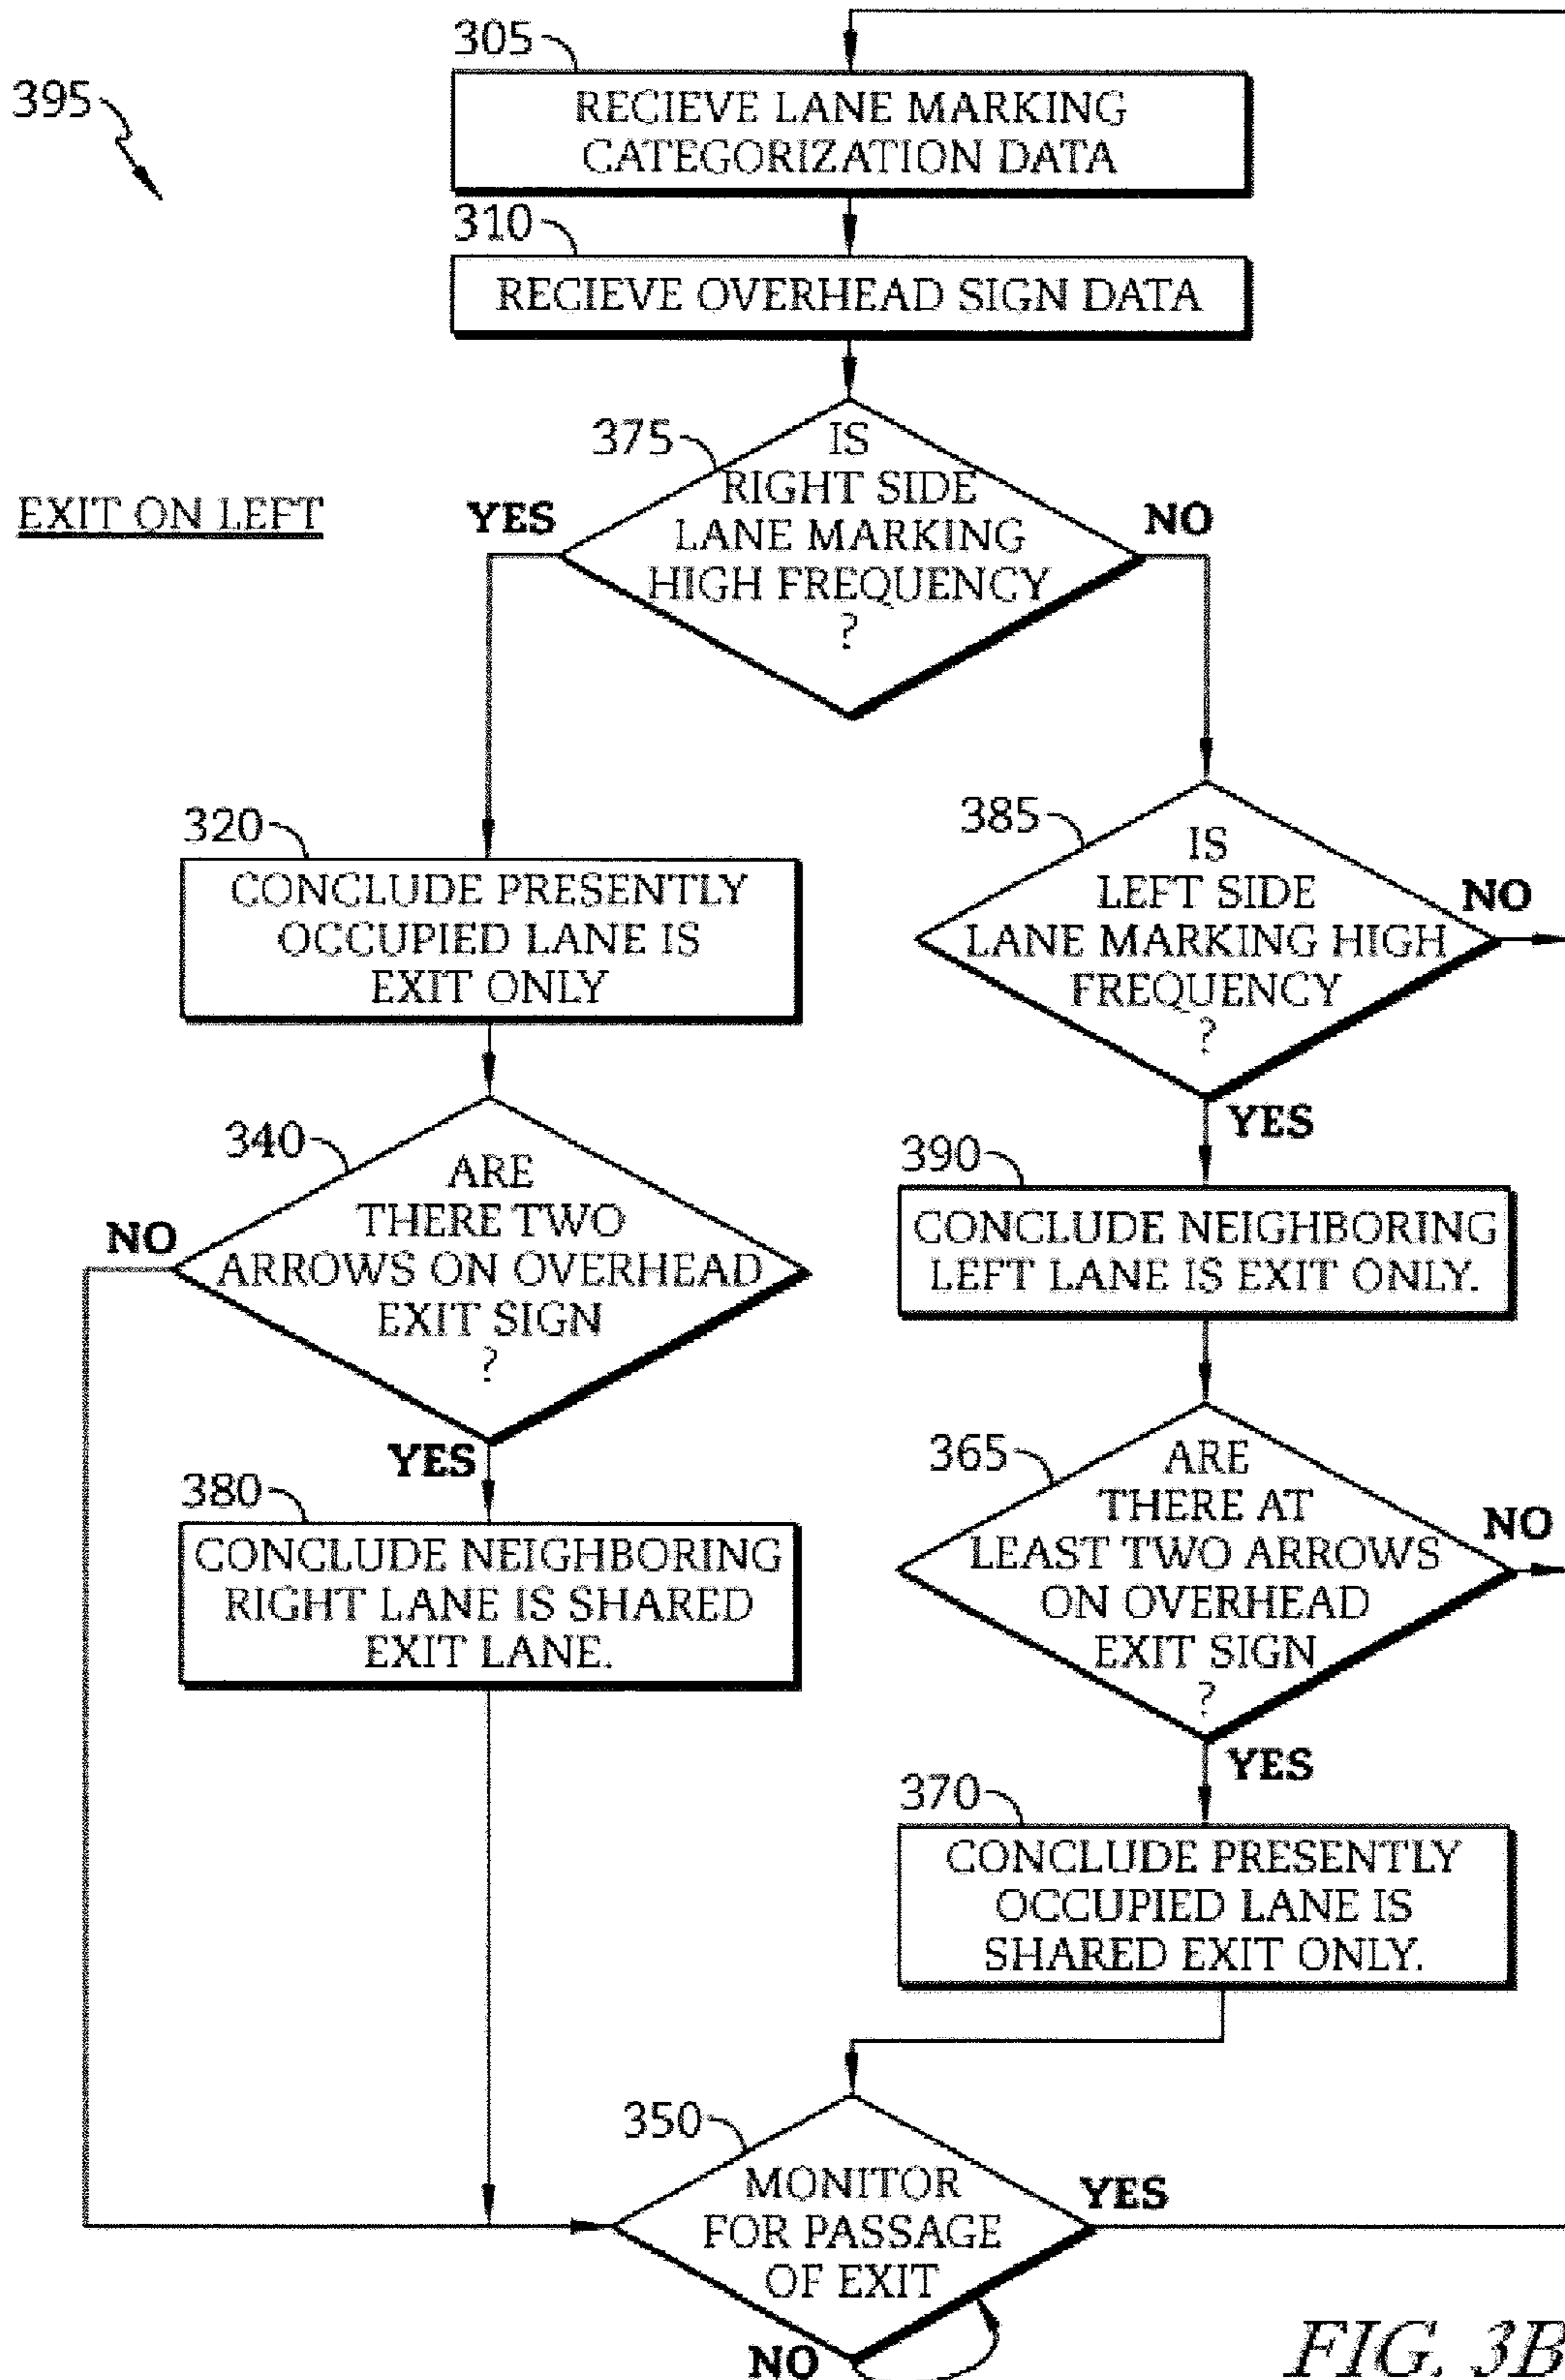 305
395
RECIEVE LANE MARKING
CATEGORIZATION DATA
310
RECIEVE OVERHEAD SIGN DATA
375
IS
RIGHT SIDE
LANE MARKING
HIGH FREQUENCY
?
EXIT ON LEFT
YES
NO
320
CONCLUDE PRESENTLY
OCCUPIED LANE IS
EXIT ONLY
385
IS
LEFT SIDE
LANE MARKING HIGH
FREQUENCY
?
NO
YES
340
ARE
THERE TWO
ARROWS ON OVERHEAD
EXIT SIGN
?
NO
YES
390
CONCLUDE NEIGHBORING
LEFT LANE IS EXIT ONLY.
380
CONCLUDE NEIGHBORING
RIGHT LANE IS SHARED
EXIT LANE.
365
ARE
THERE AT
LEAST TWO ARROWS
ON OVERHEAD
EXIT SIGN
?
NO
YES
370
CONCLUDE PRESENTLY
OCCUPIED LANE IS
SHARED EXIT ONLY.
350
MONITOR
FOR PASSAGE
OF EXIT
YES
NO
FIG. 3B